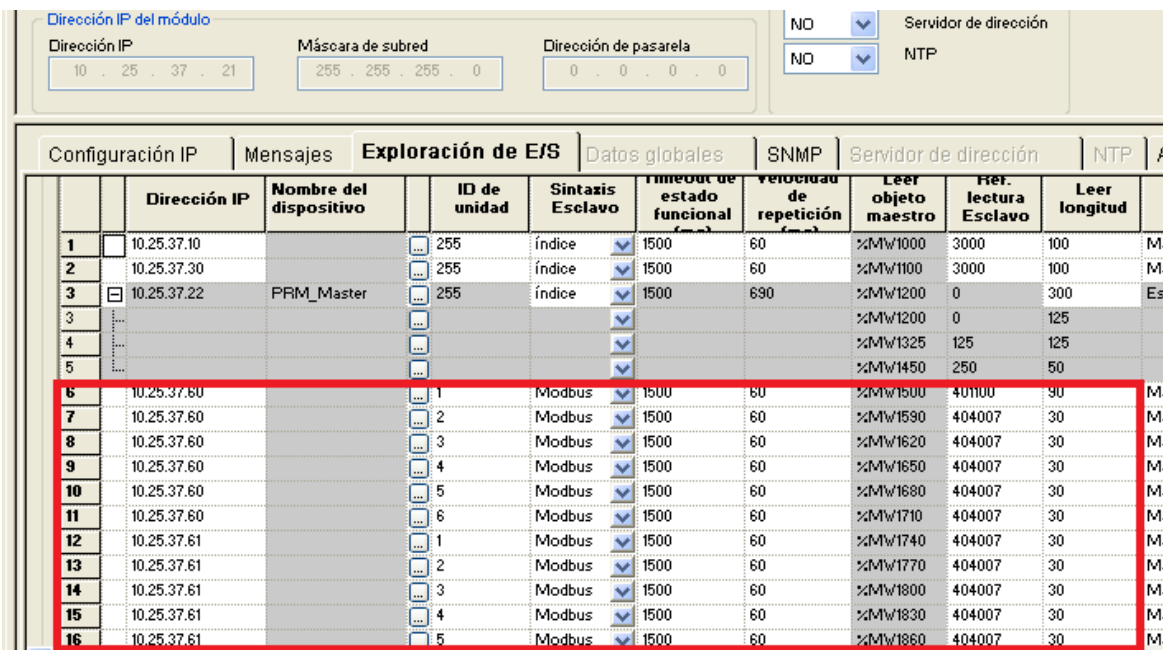 Dirección IP del módulo
Dirección IP
Máscara de subred
Dirección de pasarela
10 . 25 . 37 . 21
255 . 255 . 255 . 0
0 . 0 . 0 . 0
NO Servidor de dirección
NO NTP
Configuración IP Mensajes Exploración de E/S Datos globales SNMP Servidor de dirección NTP
Dirección IP Nombre del dispositivo ID de unidad Sintaxis Esclavo Timeout de estado funcional Velocidad de repetición Leer objeto maestro Ref. lectura Esclavo Leer longitud
1 10.25.37.10 ... 255 índice 1500 60 %MW1000 3000 100 M
2 10.25.37.30 ... 255 índice 1500 60 %MW1100 3000 100 M
3 10.25.37.22 PRM_Master ... 255 índice 1500 690 %MW1200 0 300 Es
3 ... %MW1200 0 125
4 ... %MW1325 125 125
5 ... %MW1450 250 50
6 10.25.37.60 ... 1 Modbus 1500 60 %MW1500 401100 90 M
7 10.25.37.60 ... 2 Modbus 1500 60 %MW1590 404007 30 M
8 10.25.37.60 ... 3 Modbus 1500 60 %MW1620 404007 30 M
9 10.25.37.60 ... 4 Modbus 1500 60 %MW1650 404007 30 M
10 10.25.37.60 ... 5 Modbus 1500 60 %MW1680 404007 30 M
11 10.25.37.60 ... 6 Modbus 1500 60 %MW1710 404007 30 M
12 10.25.37.61 ... 1 Modbus 1500 60 %MW1740 404007 30 M
13 10.25.37.61 ... 2 Modbus 1500 60 %MW1770 404007 30 M
14 10.25.37.61 ... 3 Modbus 1500 60 %MW1800 404007 30 M
15 10.25.37.61 ... 4 Modbus 1500 60 %MW1830 404007 30 M
16 10.25.37.61 ... 5 Modbus 1500 60 %MW1860 404007 30 M